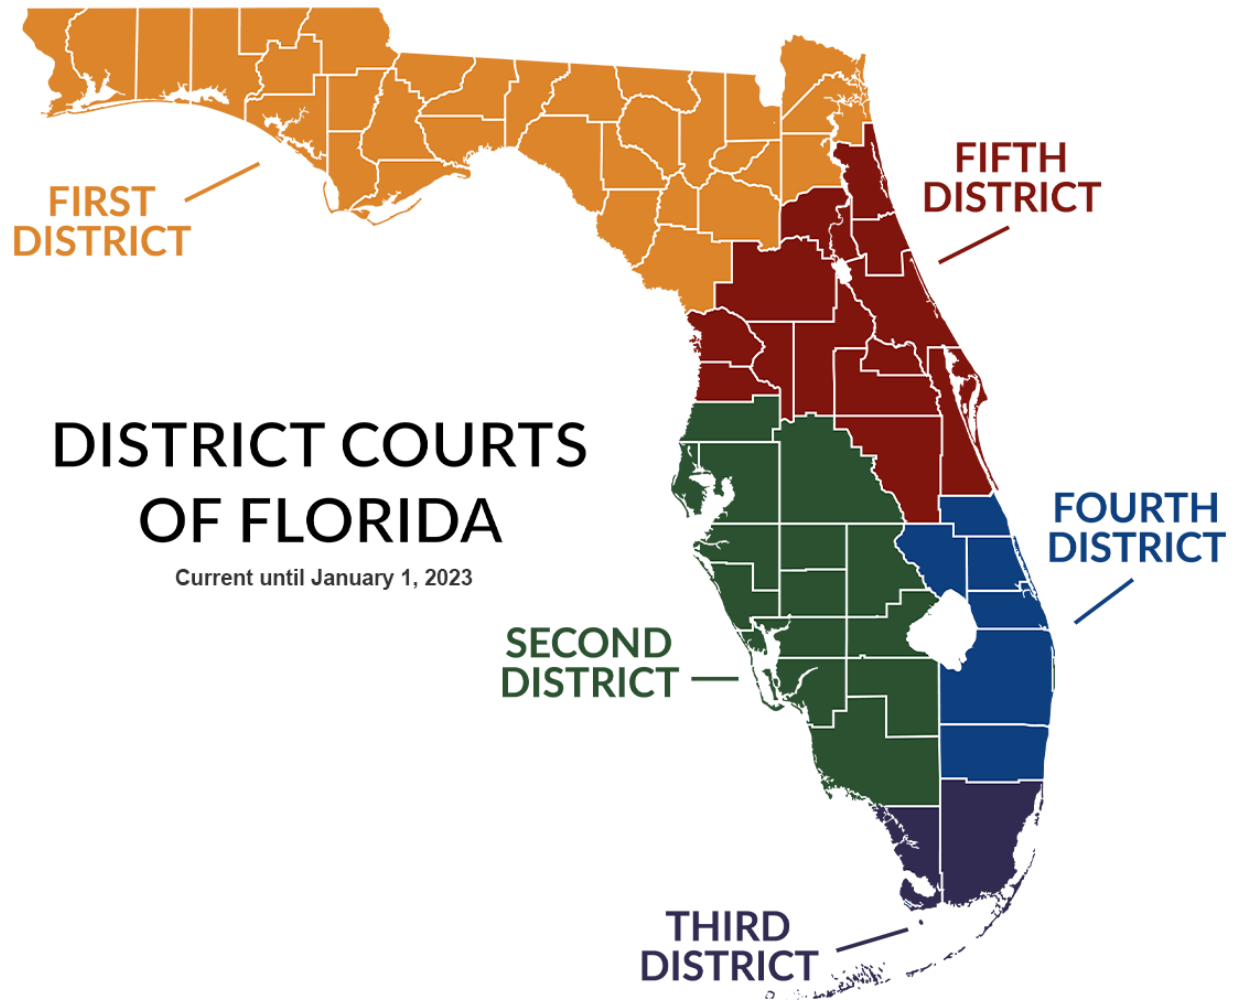 FIFTH
DISTRICT
FIRST
DISTRICT
DISTRICT COURTS
OF FLORIDA
Current until January 1, 2023
FOURTH
DISTRICT
SECOND
DISTRICT
THIRD
DISTRICT